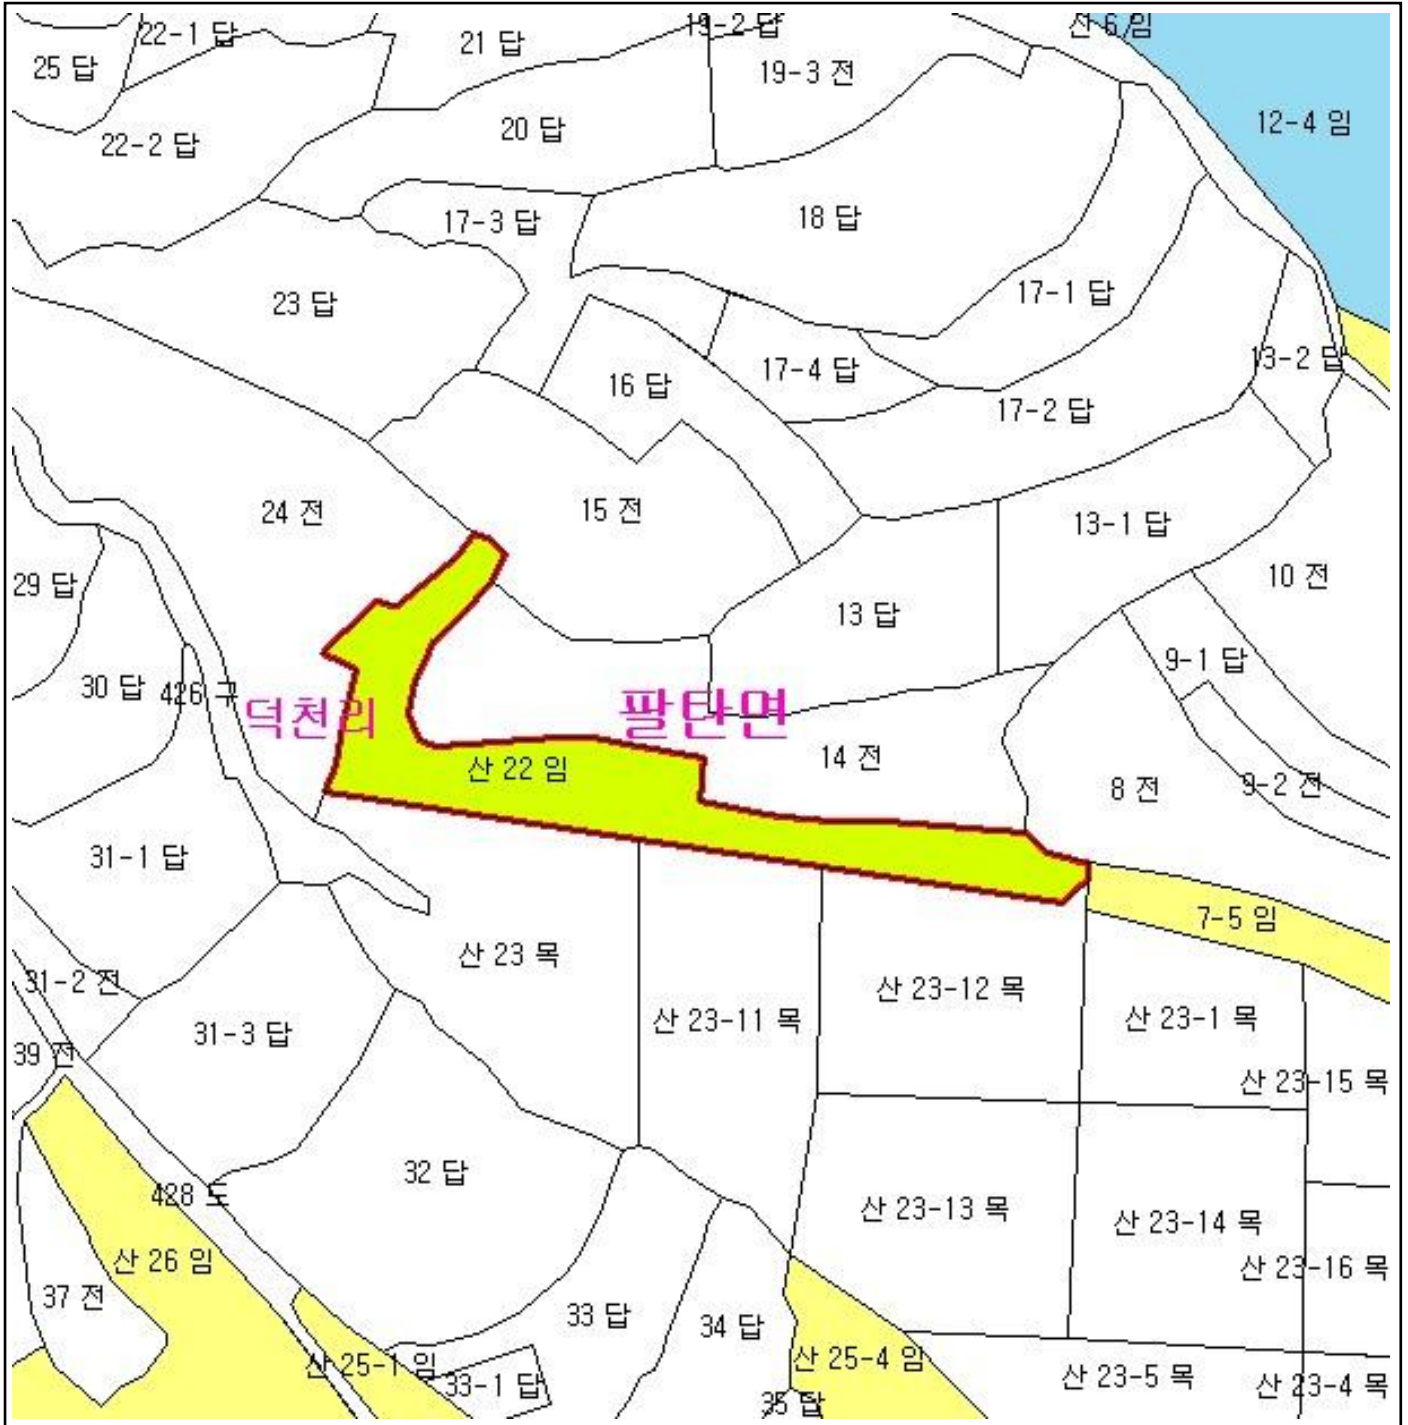 22-1 답
21 답
19-2 답
산 6 임
25 답
19-3 전
12-4 임
20 답
22-2 답
17-3 답
18 답
23 답
17-1 답
13-2 답
16 답
17-4 답
17-2 답
24 전
15 전
13-1 답
29 답
10 전
13 답
9-1 답
30 답
426 구
덕천리
팔탄면
14 전
산 22 임
8 전
9-2 전
31-1 답
7-5 임
산 23 목
31-2 전
산 23-12 목
산 23-11 목
산 23-1 목
31-3 답
39 전
산 23-15 목
32 답
428 도
산 23-13 목
산 23-14 목
산 26 임
산 23-16 목
37 전
33 답
34 답
산 25-1 임
산 25-4 임
33-1 답
산 23-5 목
산 23-4 목
35 답